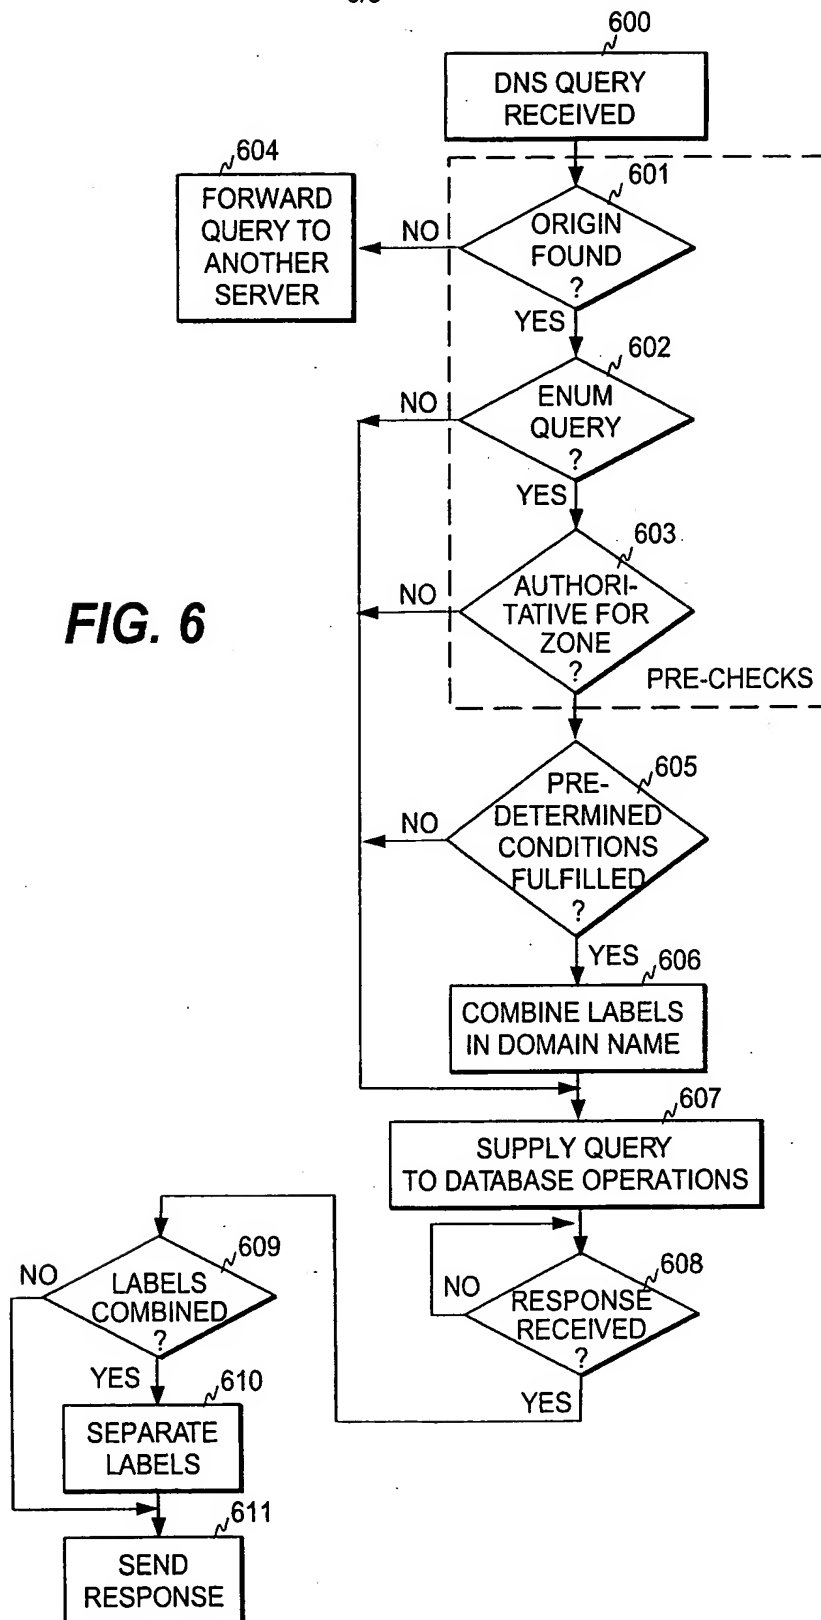 600
DNS QUERY
RECEIVED
604
FORWARD
QUERY TO
ANOTHER
SERVER
NO
601
ORIGIN
FOUND
?
YES
602
NO
ENUM
QUERY
?
YES
603
NO
AUTHORI-
TATIVE FOR
ZONE
?
PRE-CHECKS
FIG. 6
605
NO
PRE-
DETERMINED
CONDITIONS
FULFILLED
?
YES
606
COMBINE LABELS
IN DOMAIN NAME
607
SUPPLY QUERY
TO DATABASE OPERATIONS
608
NO
RESPONSE
RECEIVED
?
YES
609
NO
LABELS
COMBINED
?
YES
610
SEPARATE
LABELS
611
SEND
RESPONSE